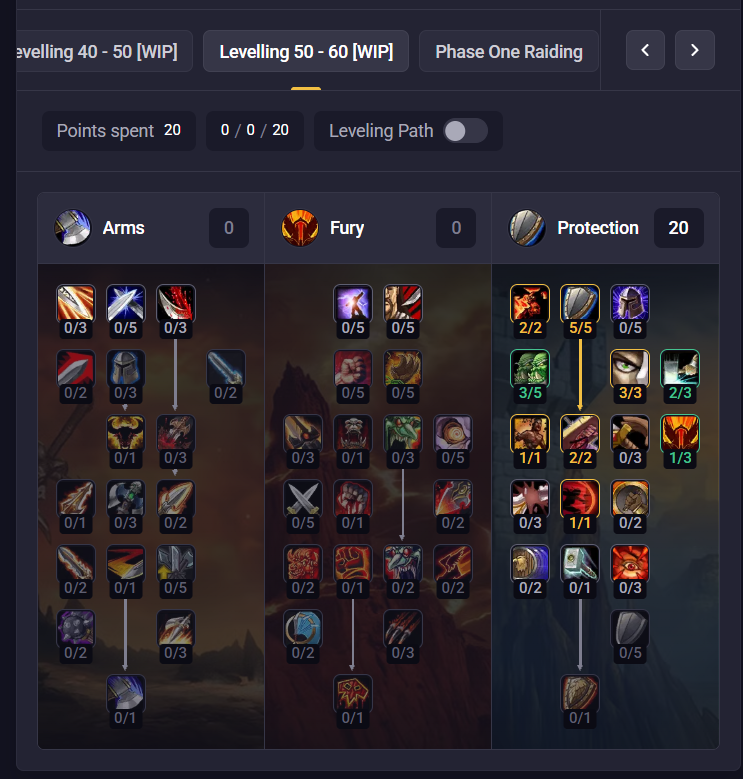 evelling 40 - 50 [WIP] Levelling 50 - 60 [WIP] Phase One Raiding
Points spent 20 0 / 0 / 20 Leveling Path
Arms 0 Fury 0 Protection 20
0/3 0/5 0/3 0/5 0/5 2/2 5/5 0/5
0/2 0/3 0/2 0/5 0/5 3/5 3/3 2/3
0/1 0/3 0/3 0/1 0/3 0/5 1/1 2/2 0/3 1/3
0/1 0/3 0/2 0/5 0/1 0/2 0/3 1/1 0/2
0/2 0/1 0/5 0/2 0/1 0/2 0/2 0/2 0/1 0/3
0/2 0/3 0/2 0/3 0/5
0/1 0/1 0/1